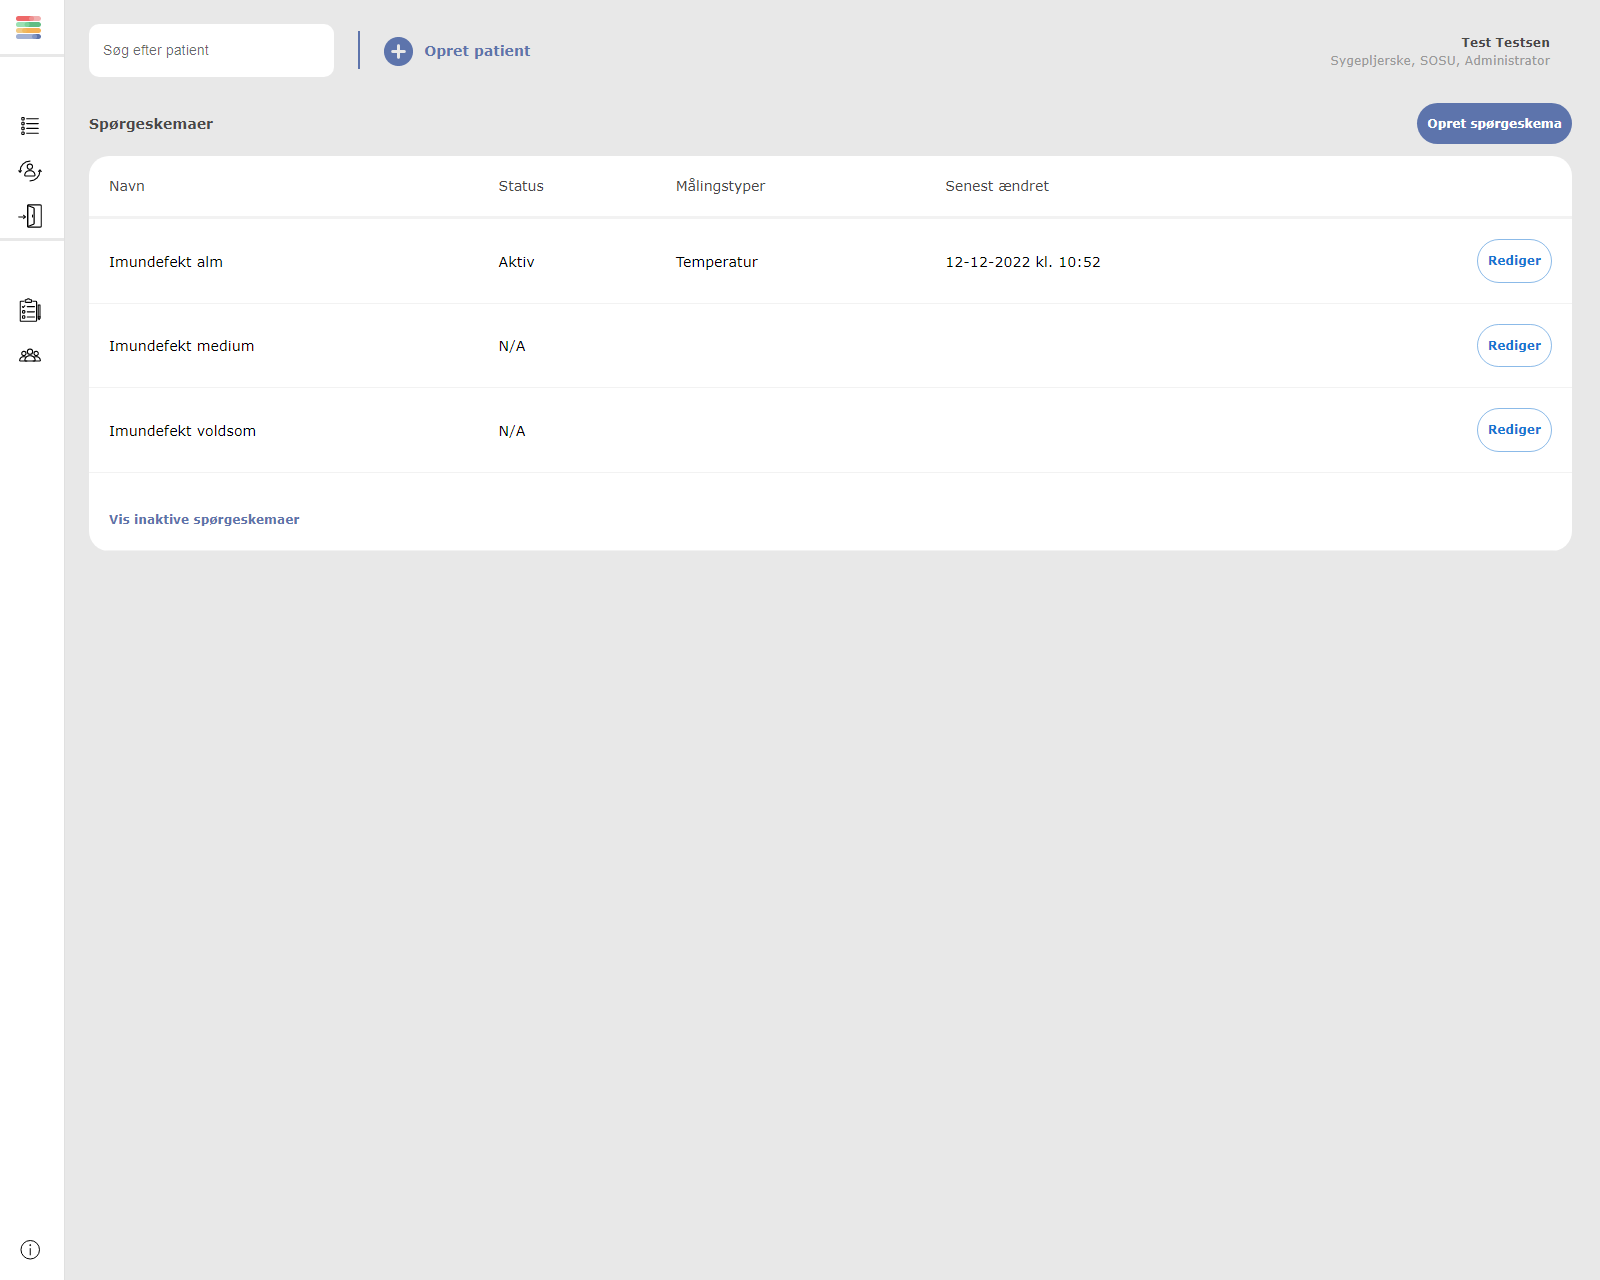 Søg efter patient
Opret patient
Test Testsen
Sygepljerske, SOSU, Administrator
Spørgeskemaer
Opret spørgeskema
Navn Status Målingstyper Senest ændret
Imundefekt alm Aktiv Temperatur 12-12-2022 kl. 10:52 Rediger
Imundefekt medium N/A Rediger
Imundefekt voldsom N/A Rediger
Vis inaktive spørgeskemaer